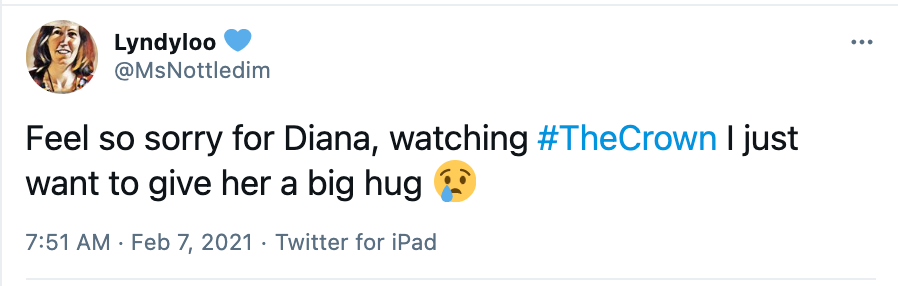 Lyndyloo 💙
@MsNottledim
Feel so sorry for Diana, watching #TheCrown I just
want to give her a big hug 😢
7:51 AM · Feb 7, 2021 · Twitter for iPad